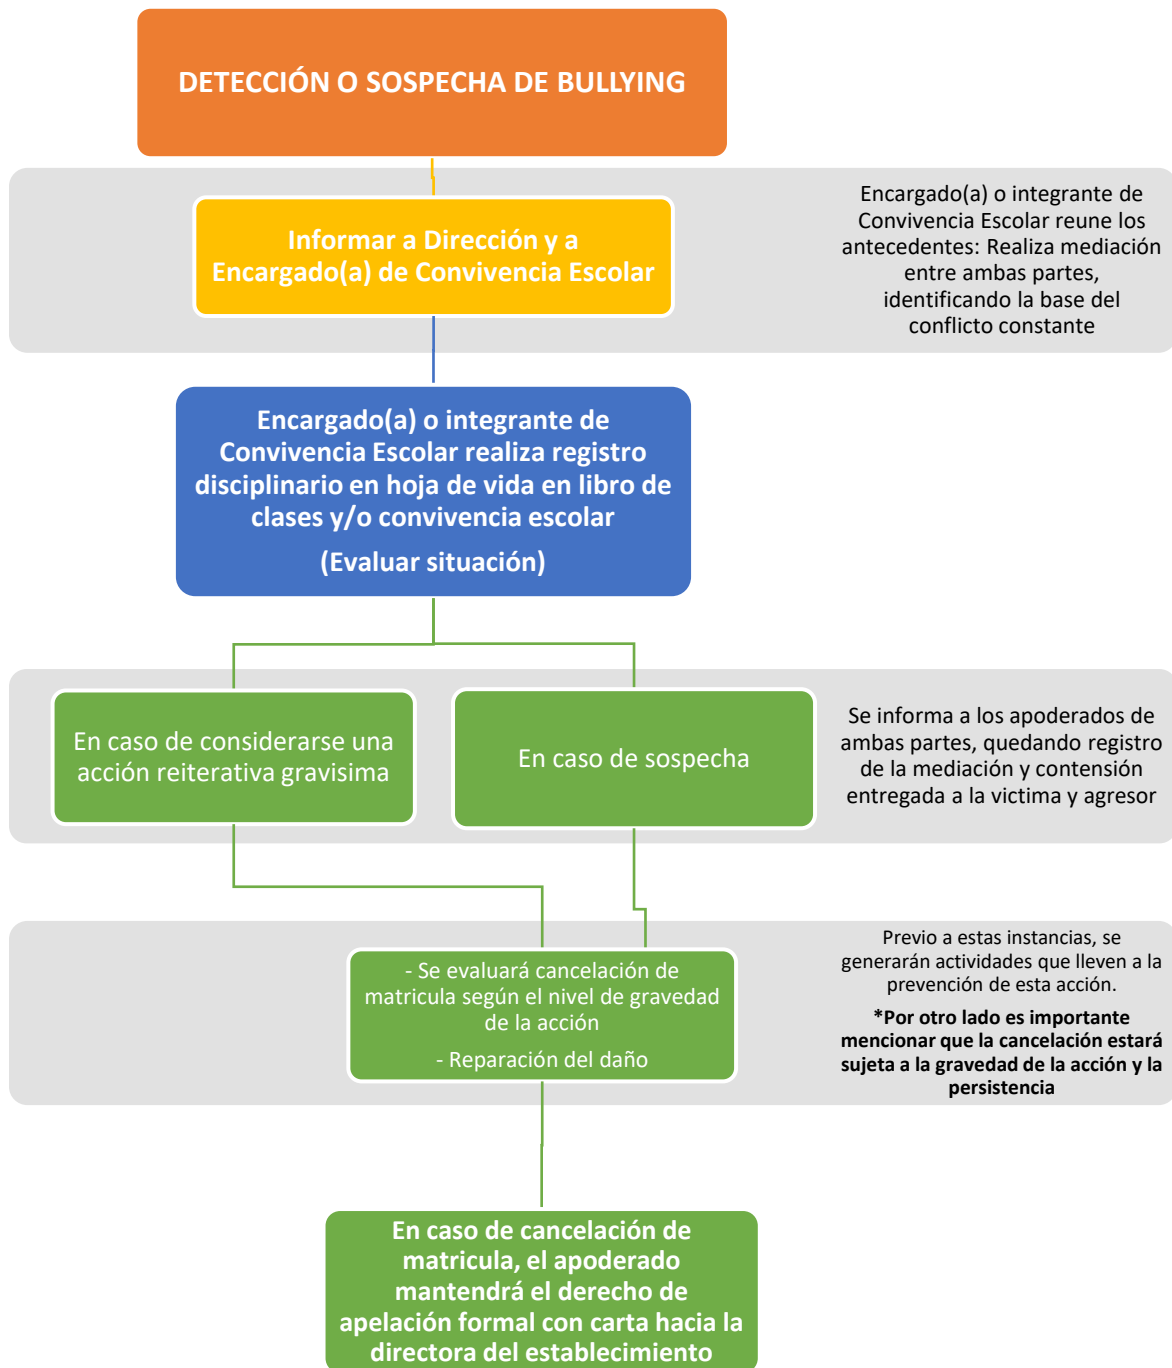 DETECCIÓN O SOSPECHA DE BULLYING
Informar a Dirección y a
Encargado(a) de Convivencia Escolar
Encargado(a) o integrante de
Convivencia Escolar reune los
antecedentes: Realiza mediación
entre ambas partes,
identificando la base del
conflicto constante
Encargado(a) o integrante de
Convivencia Escolar realiza registro
disciplinario en hoja de vida en libro de
clases y/o convivencia escolar
(Evaluar situación)
En caso de considerarse una
acción reiterativa gravisima
En caso de sospecha
Se informa a los apoderados de
ambas partes, quedando registro
de la mediación y contensión
entregada a la victima y agresor
- Se evaluará cancelación de
matricula según el nivel de gravedad
de la acción
- Reparación del daño
Previo a estas instancias, se
generarán actividades que lleven a la
prevención de esta acción.
*Por otro lado es importante
mencionar que la cancelación estará
sujeta a la gravedad de la acción y la
persistencia
En caso de cancelación de
matricula, el apoderado
mantendrá el derecho de
apelación formal con carta hacia la
directora del establecimiento